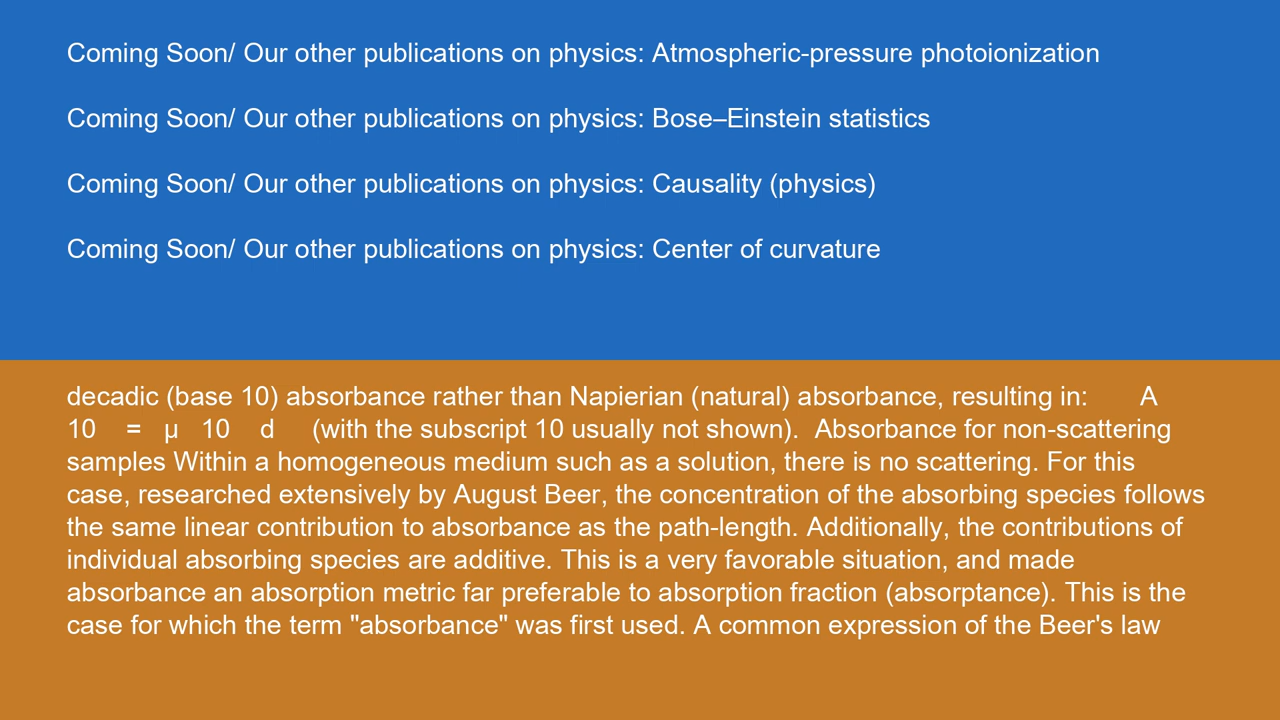 Coming Soon/ Our other publications on physics: Atmospheric-pressure photoionization
Coming Soon/ Our other publications on physics: Bose–Einstein statistics
Coming Soon/ Our other publications on physics: Causality (physics)
Coming Soon/ Our other publications on physics: Center of curvature
decadic (base 10) absorbance rather than Napierian (natural) absorbance, resulting in: A
10 = μ 10 d (with the subscript 10 usually not shown). Absorbance for non-scattering
samples Within a homogeneous medium such as a solution, there is no scattering. For this
case, researched extensively by August Beer, the concentration of the absorbing species follows
the same linear contribution to absorbance as the path-length. Additionally, the contributions of
individual absorbing species are additive. This is a very favorable situation, and made
absorbance an absorption metric far preferable to absorption fraction (absorptance). This is the
case for which the term "absorbance" was first used. A common expression of the Beer's law